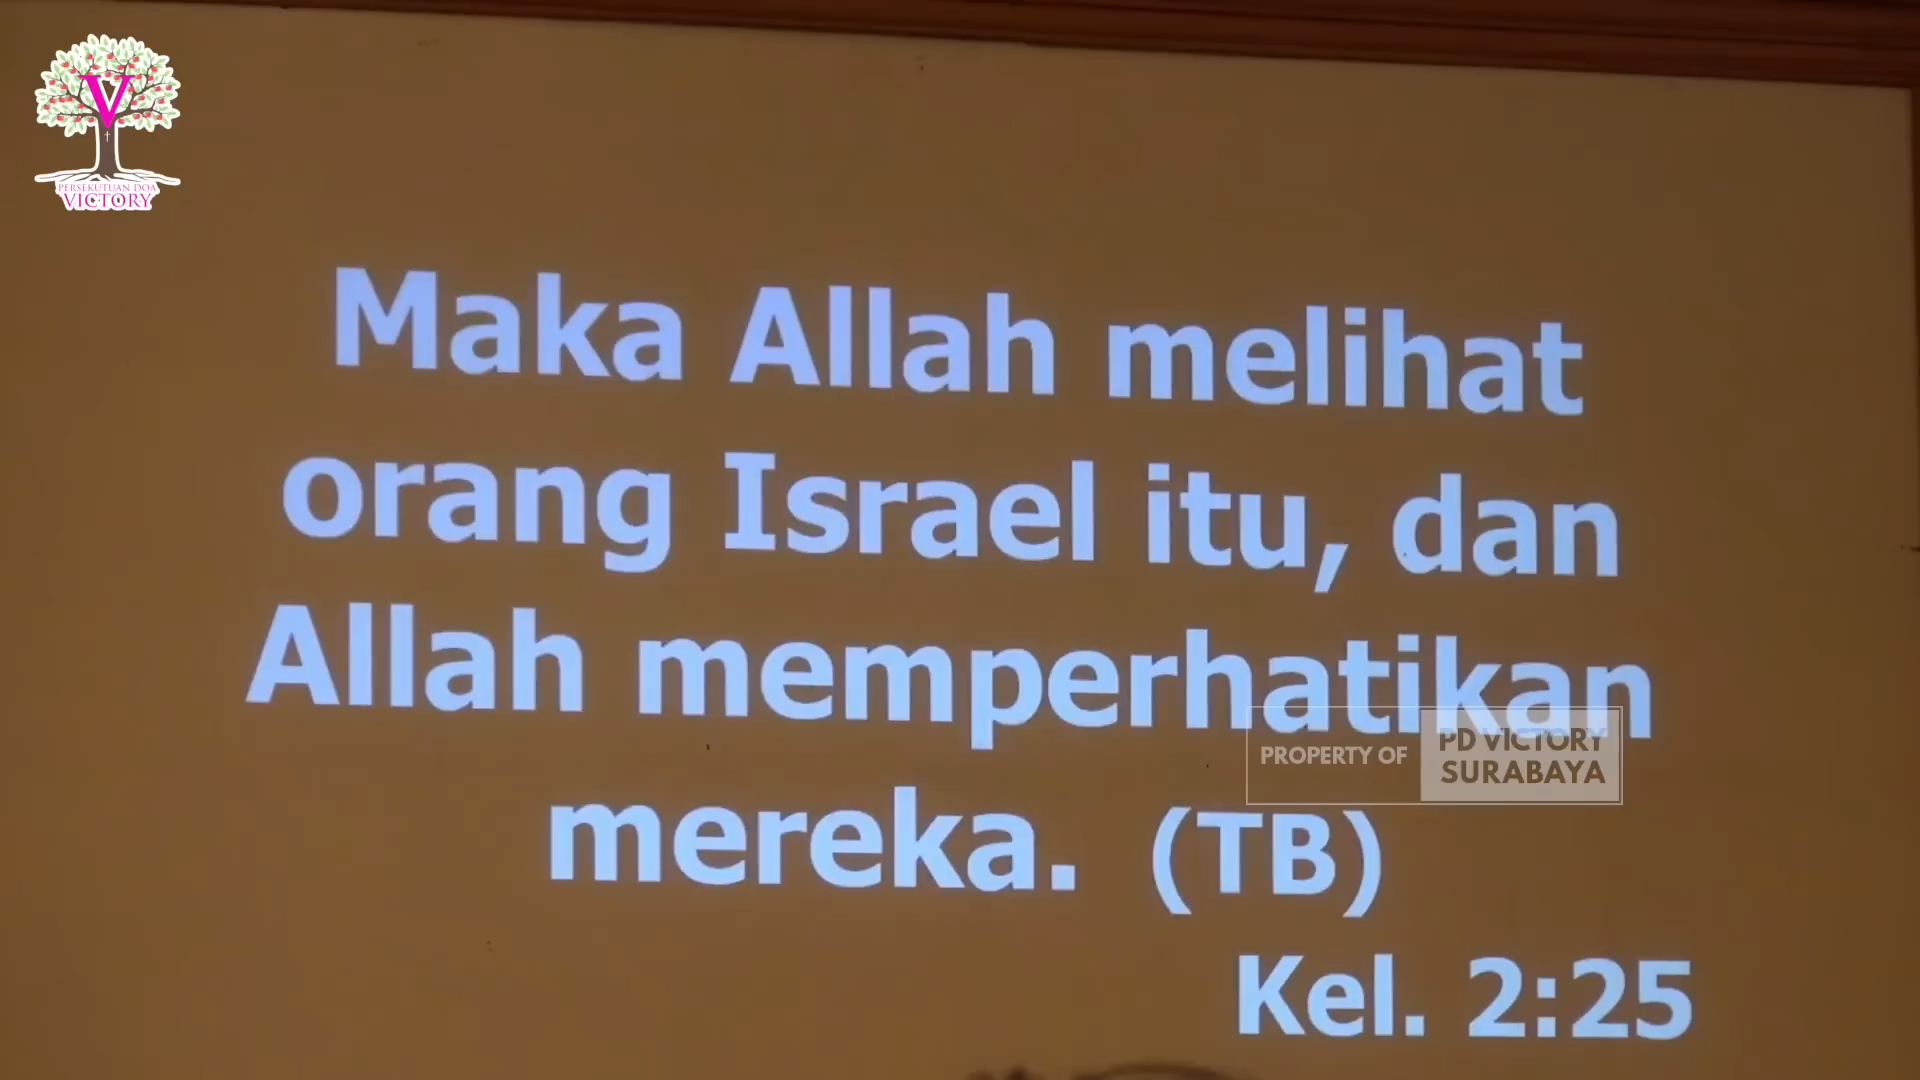 V
PERSEKUTUAN DOA
VICTORY
Maka Allah melihat
orang Israel itu, dan
Allah memperhatikan
mereka. (TB)
Kel. 2:25
PROPERTY OF
PD VICTORY
SURABAYA